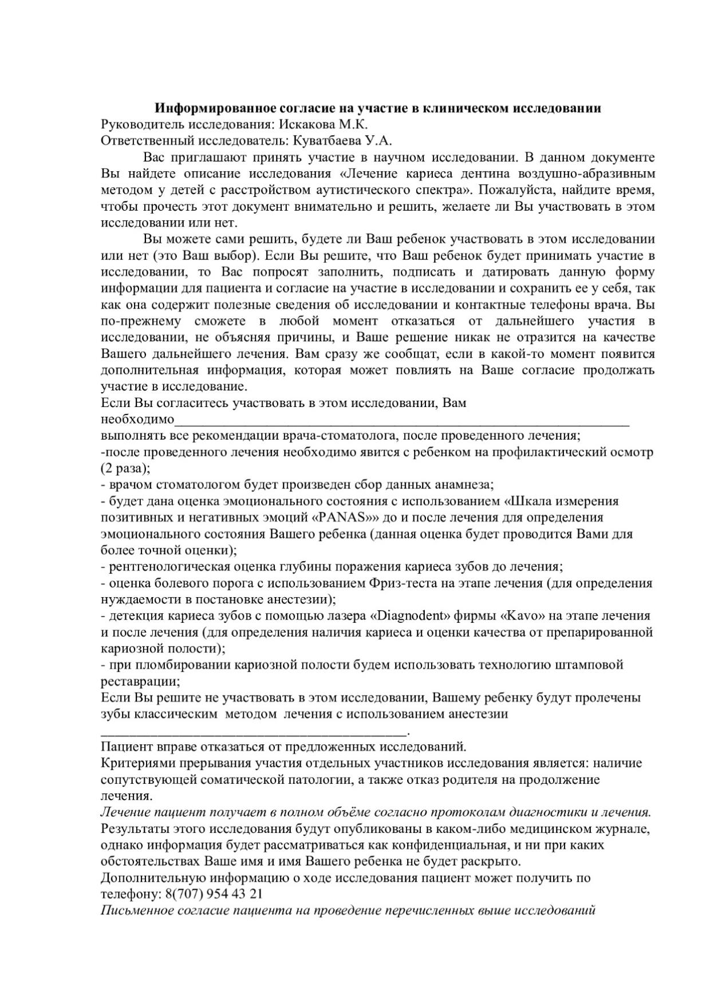 Информированное согласие на участие в клиническом исследовании
Руководитель исследования: Искакова М.К.
Ответственный исследователь: Куватбаева У.А.
Вас приглашают принять участие в научном исследовании. В данном документе
Вы найдете описание исследования «Лечение кариеса дентина воздушно-абразивным
методом у детей с расстройством аутистического спектра». Пожалуйста, найдите время,
чтобы прочесть этот документ внимательно и решить, желаете ли Вы участвовать в этом
исследовании или нет.
Вы можете сами решить, будете ли Ваш ребенок участвовать в этом исследовании
или нет (это Ваш выбор). Если Вы решите, что Ваш ребенок будет принимать участие в
исследовании, то Вас попросят заполнить, подписать и датировать данную форму
информации для пациента и согласие на участие в исследовании и сохранить ее у себя, так
как она содержит полезные сведения об исследовании и контактные телефоны врача. Вы
по-прежнему сможете в любой момент отказаться от дальнейшего участия в
исследовании, не объясняя причины, и Ваше решение никак не отразится на качестве
Вашего дальнейшего лечения. Вам сразу же сообщат, если в какой-то момент появится
дополнительная информация, которая может повлиять на Ваше согласие продолжать
участие в исследование.
Если Вы согласитесь участвовать в этом исследовании, Вам
необходимо________________________________________________________________
выполнять все рекомендации врача-стоматолога, после проведенного лечения;
-после проведенного лечения необходимо явится с ребенком на профилактический осмотр
(2 раза);
- врачом стоматологом будет произведен сбор данных анамнеза;
- будет дана оценка эмоционального состояния с использованием «Шкала измерения
позитивных и негативных эмоций «PANAS»» до и после лечения для определения
эмоционального состояния Вашего ребенка (данная оценка будет проводится Вами для
более точной оценки);
- рентгенологическая оценка глубины поражения кариеса зубов до лечения;
- оценка болевого порога с использованием Фриз-теста на этапе лечения (для определения
нуждаемости в постановке анестезии);
- детекция кариеса зубов с помощью лазера «Diagnodent» фирмы «Kavo» на этапе лечения
и после лечения (для определения наличия кариеса и оценки качества от препарированной
кариозной полости);
- при пломбировании кариозной полости будем использовать технологию штамповой
реставрации;
Если Вы решите не участвовать в этом исследовании, Вашему ребенку будут пролечены
зубы классическим методом лечения с использованием анестезии
___________________________________________.
Пациент вправе отказаться от предложенных исследований.
Критериями прерывания участия отдельных участников исследования является: наличие
сопутствующей соматической патологии, а также отказ родителя на продолжение
лечения.
Лечение пациент получает в полном объёме согласно протоколам диагностики и лечения.
Результаты этого исследования будут опубликованы в каком-либо медицинском журнале,
однако информация будет рассматриваться как конфиденциальная, и ни при каких
обстоятельствах Ваше имя и имя Вашего ребенка не будет раскрыто.
Дополнительную информацию о ходе исследования пациент может получить по
телефону: 8(707) 954 43 21
Письменное согласие пациента на проведение перечисленных выше исследований